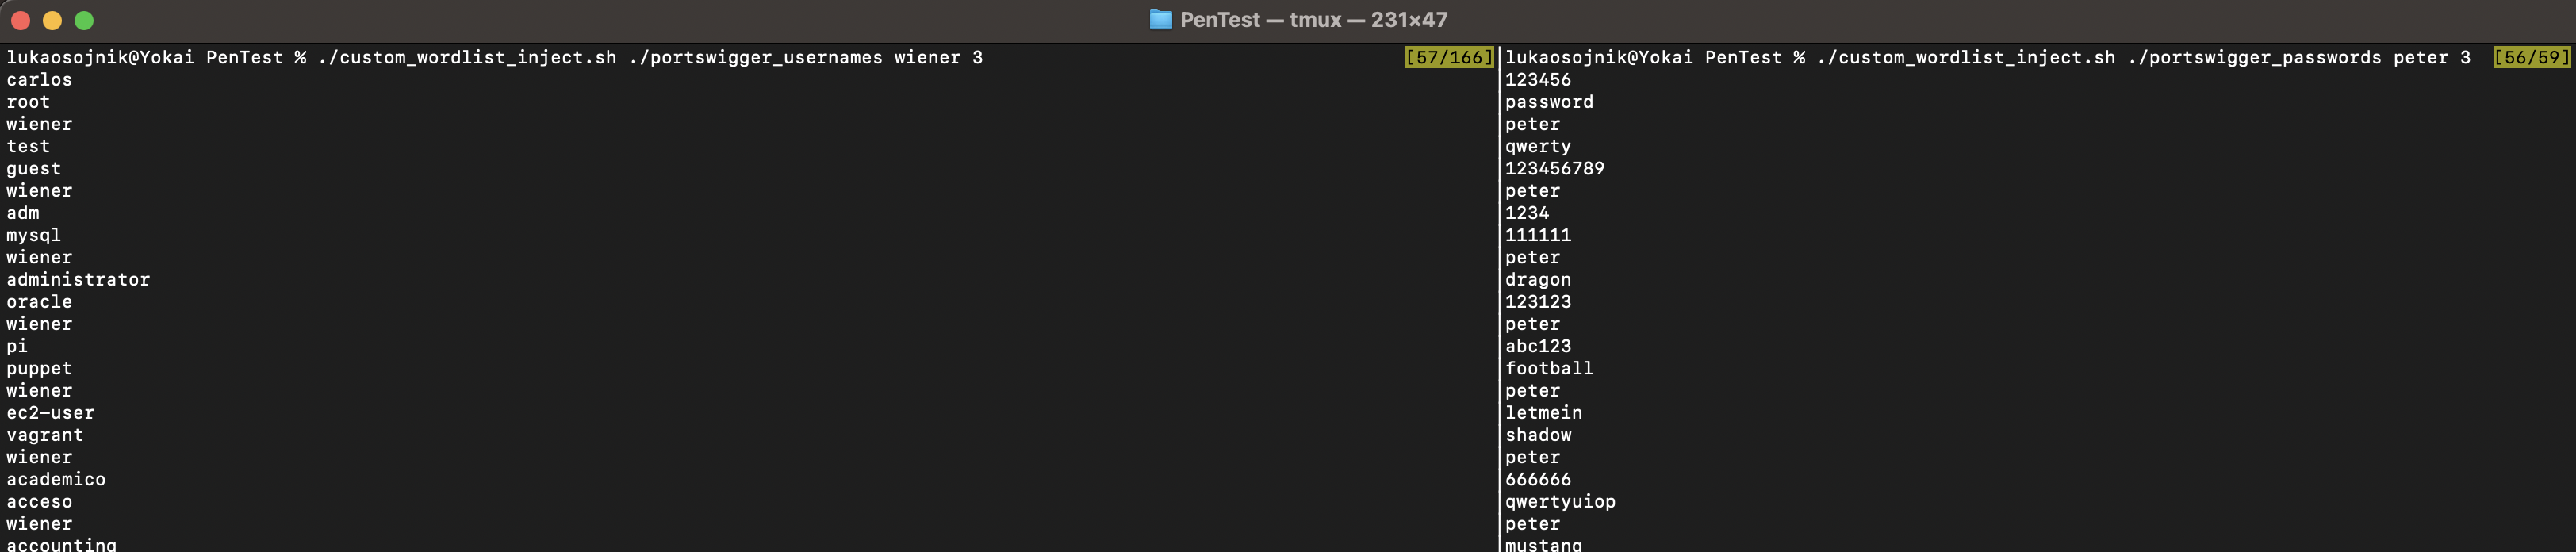 PenTest — tmux — 231×47
lukaosojnik@Yokai PenTest % ./custom_wordlist_inject.sh ./portswigger_usernames wiener 3 [57/166]
carlos
root
wiener
test
guest
wiener
adm
mysql
wiener
administrator
oracle
wiener
pi
puppet
wiener
ec2-user
vagrant
wiener
academico
acceso
wiener
accounting
lukaosojnik@Yokai PenTest % ./custom_wordlist_inject.sh ./portswigger_passwords peter 3 [56/59]
123456
password
peter
qwerty
123456789
peter
1234
111111
peter
dragon
123123
peter
abc123
football
peter
letmein
shadow
peter
666666
qwertyuiop
peter
mustang